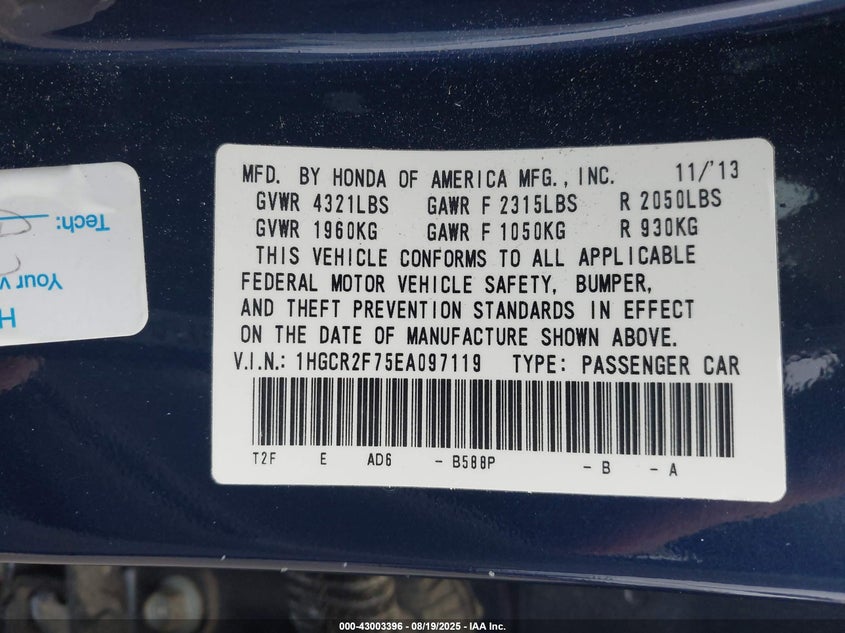 MFD. BY HONDA OF AMERICA MFG., INC. 11/'13
GVWR 4321LBS GAWR F 2315LBS R 2050LBS
GVWR 1960KG GAWR F 1050KG R 930KG
THIS VEHICLE CONFORMS TO ALL APPLICABLE
FEDERAL MOTOR VEHICLE SAFETY, BUMPER,
AND THEFT PREVENTION STANDARDS IN EFFECT
ON THE DATE OF MANUFACTURE SHOWN ABOVE.
V.I.N.: 1HGCR2F75EA097119 TYPE: PASSENGER CAR
T2F E AD6 - B588P - B - A
Tech:
Your
H
000-43003396 - 08/19/2025 - IAA Inc.